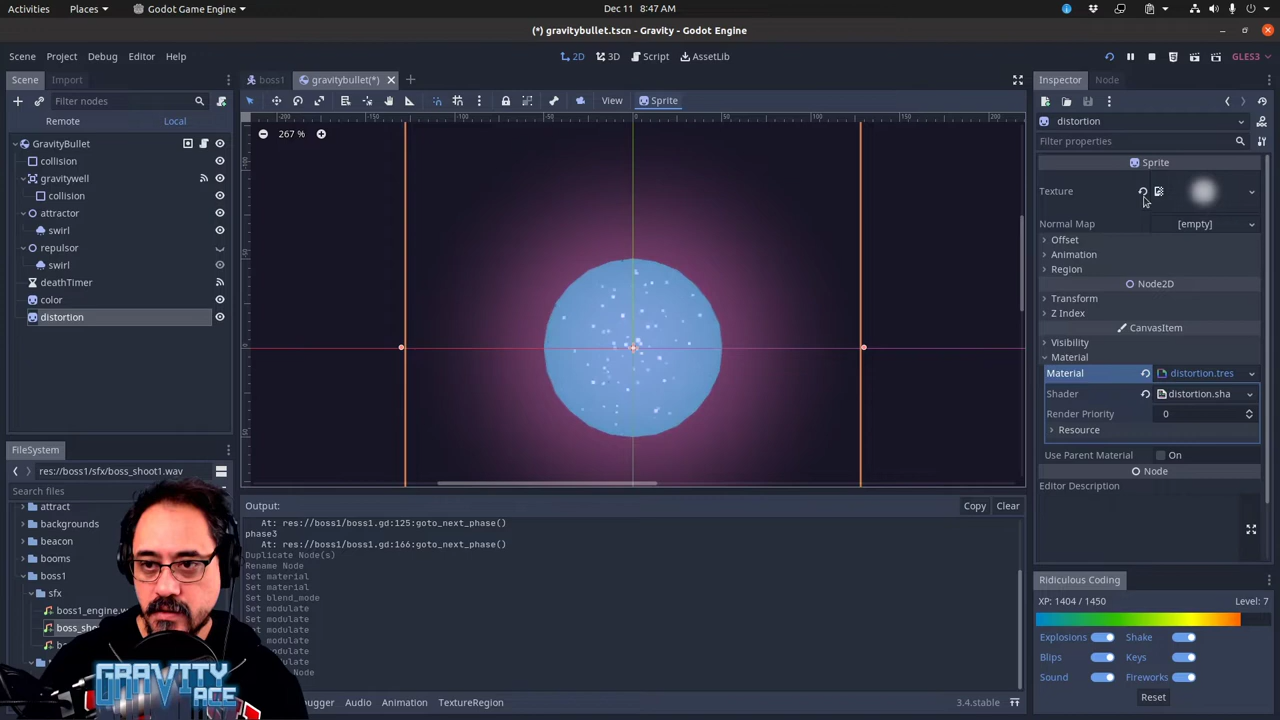 Activities
Places
Godot Game Engine
Dec 11 8:47 AM
(*) gravitybullet.tscn - Gravity - Godot Engine
Scene Project Debug Editor Help
2D 3D Script AssetLib
GLES3
Scene Import
Filter nodes
Remote Local
GravityBullet
collision
gravitywell
collision
attractor
swirl
repulsor
swirl
deathTimer
color
distortion
boss1 gravitybullet(*)
View Sprite
267 %
FileSystem
res://boss1/sfx/boss_shoot1.wav
Search files
attract
backgrounds
beacon
booms
boss1
sfx
boss1_engine.w
boss_sho
GRAVITY
ACE
Output:
Copy Clear
At: res://boss1/boss1.gd:125:goto_next_phase()
phase3
At: res://boss1/boss1.gd:166:goto_next_phase()
Duplicate Node(s)
Rename Node
Set material
Set material
Set blend_mode
Set modulate
Set modulate
t modulate
modulate
modulate
ulate
Node
ugger Audio Animation TextureRegion
3.4.stable
Inspector Node
distortion
Filter properties
Sprite
Texture
Normal Map [empty]
Offset
Animation
Region
Node2D
Transform
Z Index
CanvasItem
Visibility
Material
Material distortion.tres
Shader distortion.sha
Render Priority 0
Resource
Use Parent Material On
Node
Editor Description
Ridiculous Coding
XP: 1404 / 1450 Level: 7
Explosions Shake
Blips Keys
Sound Fireworks
Reset